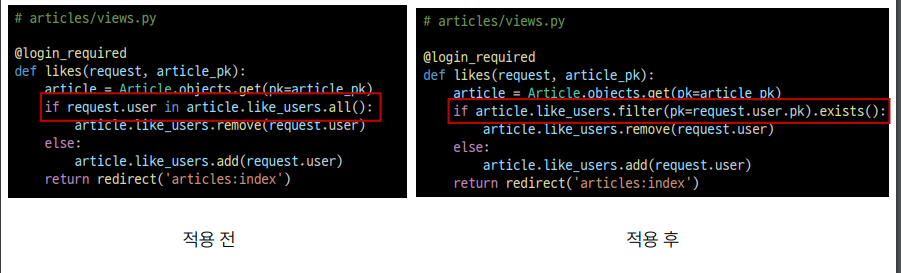 # articles/views.py
@login_required
def likes(request, article_pk):
    article = Article.objects.get(pk=article_pk)
    if request.user in article.like_users.all():
        article.like_users.remove(request.user)
    else:
        article.like_users.add(request.user)
    return redirect('articles:index')
적용 전
# articles/views.py
@login_required
def likes(request, article_pk):
    article = Article.objects.get(pk=article_pk)
    if article.like_users.filter(pk=request.user.pk).exists():
        article.like_users.remove(request.user)
    else:
        article.like_users.add(request.user)
    return redirect('articles:index')
적용 후